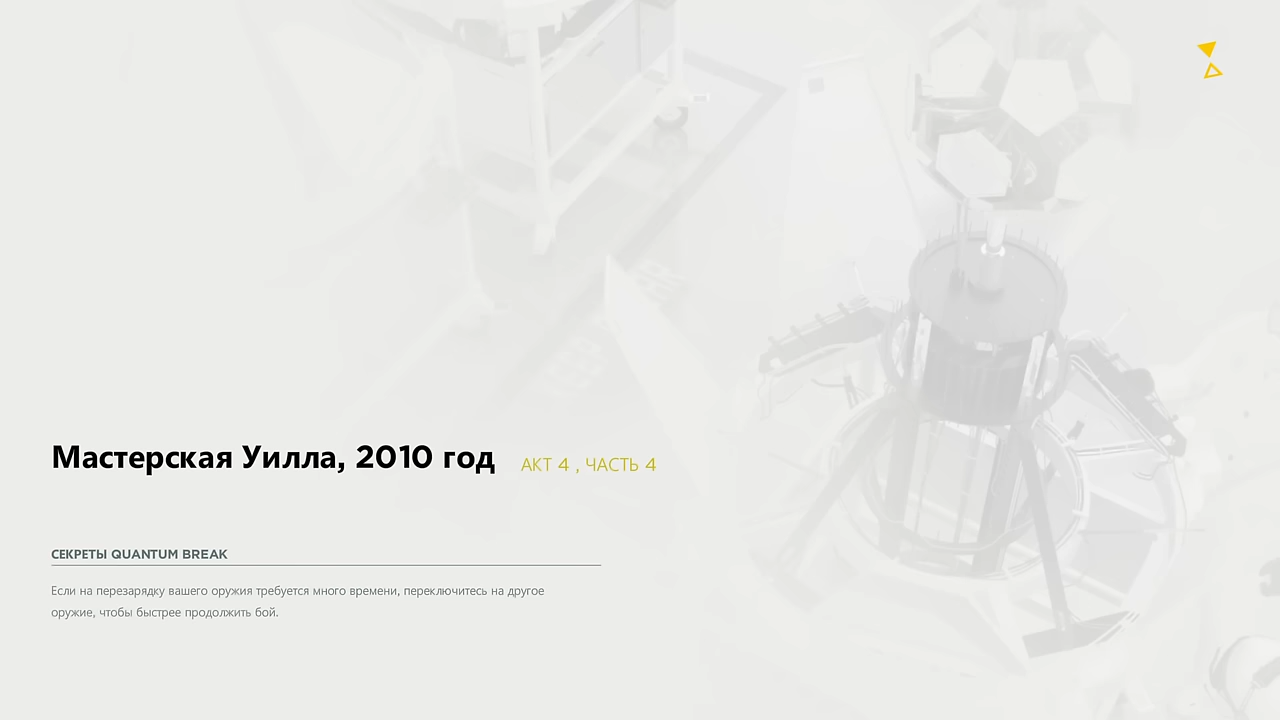 Мастерская Уилла, 2010 год АКТ 4 , ЧАСТЬ 4
СЕКРЕТЫ QUANTUM BREAK
Если на перезарядку вашего оружия требуется много времени, переключитесь на другое
оружие, чтобы быстрее продолжить бой.